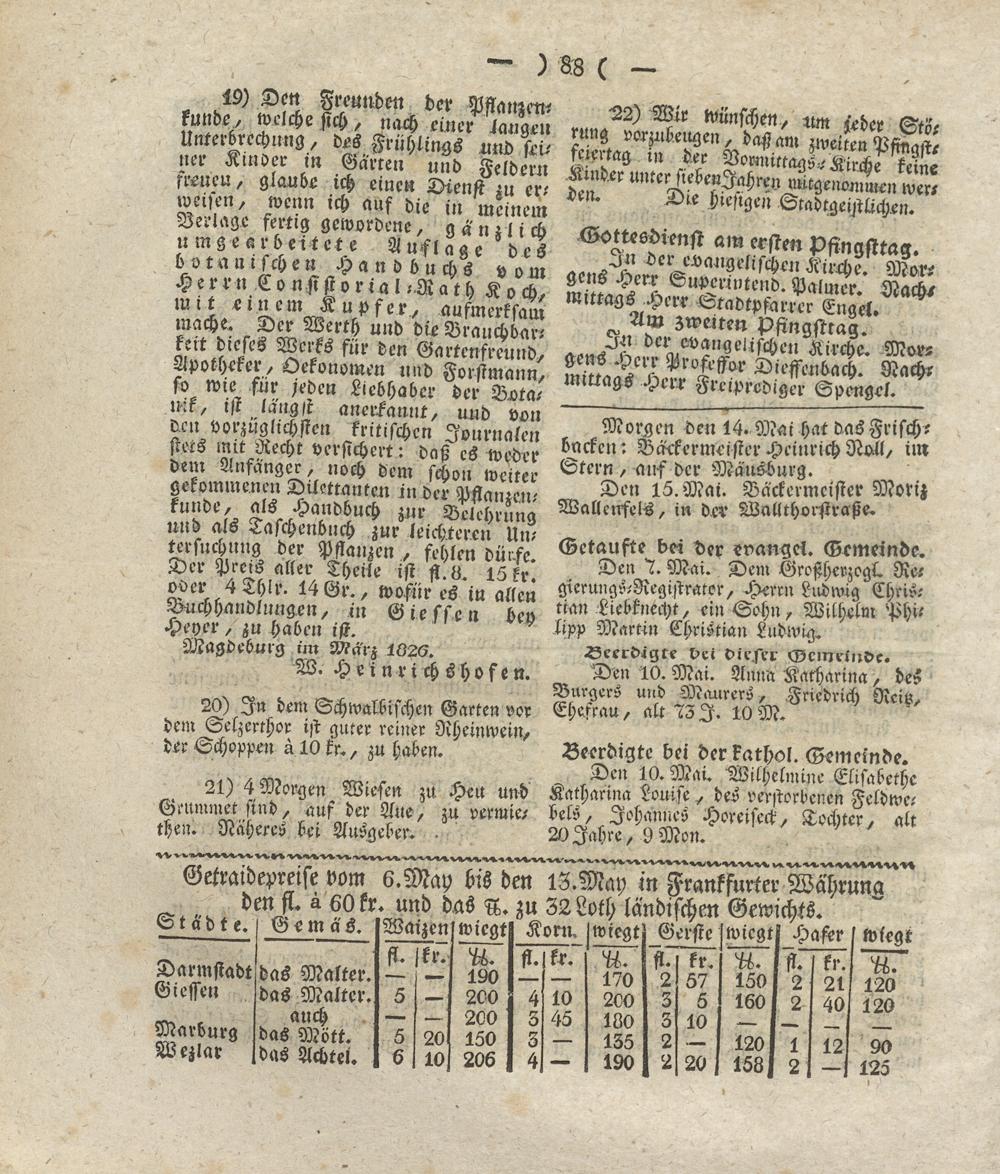 — ) 88 ( —
19) Den Freunden der Pflanzen-
kunde, welche sich, nach einer langen
Unterbrechung, des Frühlings und sei-
ner Kinder in Gärten und Feldern
freuen, glaube ich einen Dienst zu er-
weisen, wenn ich auf die in meinem
Verlage fertig gewordene, gänzlich
umgearbeitete Auflage des
botanischen Handbuchs vom
Herrn Consistorial-Rath Koch,
mit einem Kupfer, aufmerksam
mache. Der Werth und die Brauchbar-
keit dieses Werks für den Gartenfreund,
Apotheker, Oekonomen und Forstmann,
so wie für jeden Liebhaber der Bota-
nik, ist längst anerkannt, und von
den vorzüglichsten kritischen Journalen
stets mit Recht versichert: daß es weder
dem Anfänger, noch dem schon weiter
gekommenen Dilettanten in der Pflanzen-
kunde, als Handbuch zur Belehrung
und als Taschenbuch zur leichteren Un-
tersuchung der Pflanzen, fehlen dürfe.
Der Preis aller Theile ist fl. 8. 15 kr.
oder 4 Thlr. 14 Gr., wofür es in allen
Buchhandlungen, in Giessen bey
Heyer, zu haben ist.
Magdeburg im März 1826.
W. Heinrichshofen.
20) In dem Schwalbischen Garten vor
dem Selzerthor ist guter reiner Rheinwein,
der Schoppen à 10 kr., zu haben.
21) 4 Morgen Wiesen zu Heu und
Grummet sind, auf der Aue, zu vermie-
then. Näheres bei Ausgeber.
22) Wir wünschen, um jeder Stö-
rung vorzubeugen, daß am zweiten Pfingst-
feiertag in der Vormittags-Kirche keine
Kinder unter sieben Jahren mitgenommen wer-
den. Die hiesigen Stadtgeistlichen.
Gottesdienst am ersten Pfingsttag.
In der evangelischen Kirche. Mor-
gens Herr Superintend. Palmer. Nach-
mittags Herr Stadtpfarrer Engel.
Am zweiten Pfingsttag.
In der evangelischen Kirche. Mor-
gens Herr Professor Dieffenbach. Nach-
mittags Herr Freiprediger Spengel.
Morgen den 14. Mai hat das Frisch-
backen: Bäckermeister Heinrich Noll, im
Stern, auf der Mäusburg.
Den 15. Mai. Bäckermeister Moriz
Wallenfels, in der Wallthorstraße.
Getaufte bei der evangel. Gemeinde.
Den 7. Mai. Dem Großherzogl. Re-
gierungs-Registrator, Herrn Ludwig Chris-
tian Liebknecht, ein Sohn, Wilhelm Phi-
lipp Martin Christian Ludwig.
Beerdigte bei dieser Gemeinde.
Den 10. Mai. Anna Katharina, des
Burgers und Maurers, Friedrich Reitz,
Ehefrau, alt 73 J. 10 M.
Beerdigte bei der kathol. Gemeinde.
Den 10. Mai. Wilhelmine Elisabethe
Katharina Louise, des verstorbenen Feldwe-
bels, Johannes Horeiseck, Tochter, alt
20 Jahre, 9 Mon.
Getraidepreise vom 6. May bis den 13. May in Frankfurter Währung
den fl. à 60 kr. und das ℔. zu 32 Loth ländischen Gewichts.
Städte. Gemäs. Waizen wiegt Korn. wiegt Gerste wiegt Hafer wiegt
fl. kr. ℔. fl. kr. ℔. fl. kr. ℔. fl. kr. ℔.
Darmstadt das Malter. — — 190 — — 170 2 57 150 2 21 120
Giessen das Malter. 5 — 200 4 10 200 3 5 160 2 40 120
auch — — 200 3 45 180 3 10 — — — —
Marburg das Mött. 5 20 150 3 — 135 2 — 120 1 12 90
Wezlar das Achtel. 6 10 206 4 — 190 2 20 158 2 — 125